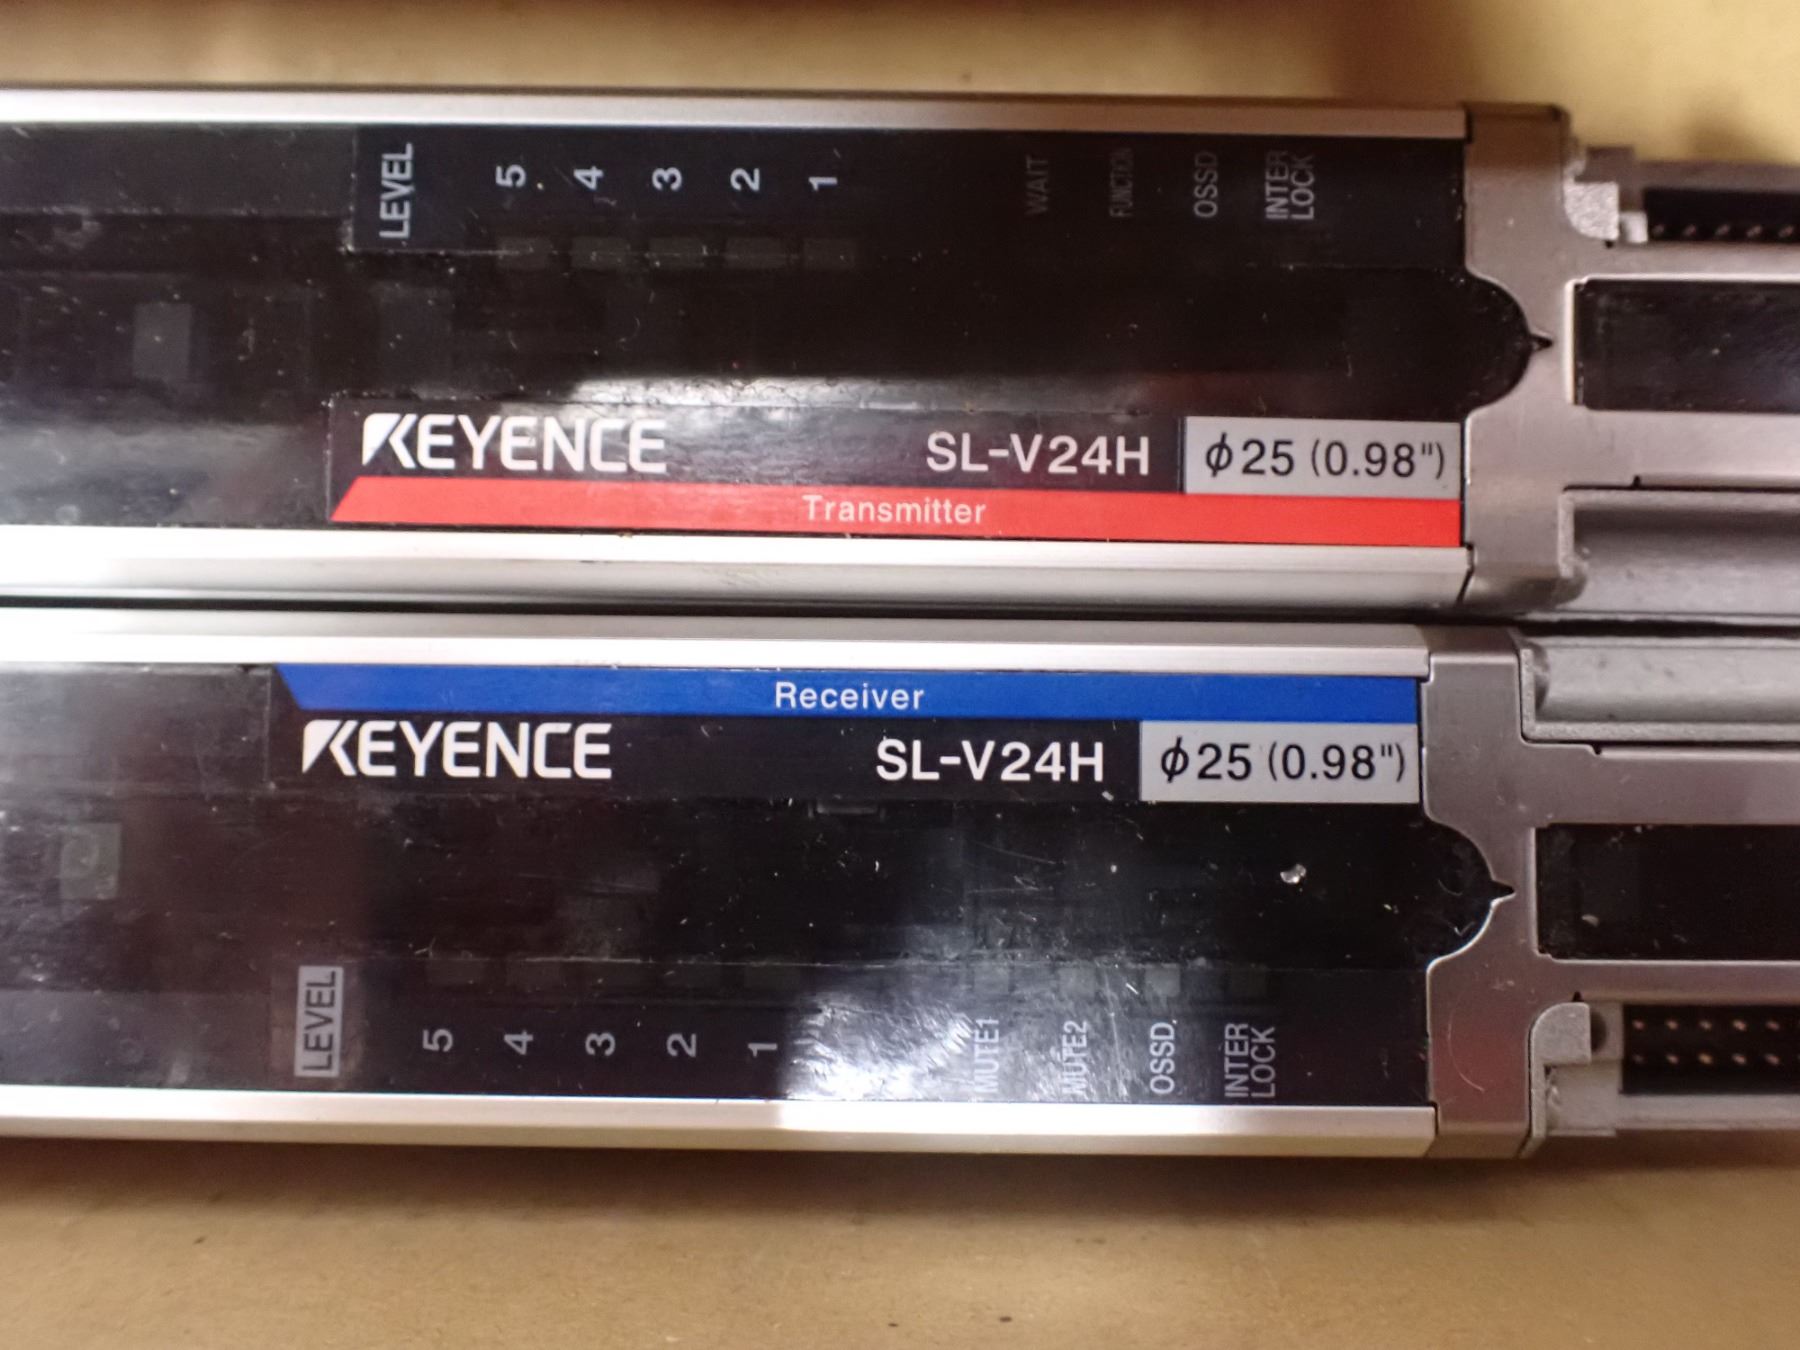 LEVEL 5 4 3 2 1 WAIT FUNCTION OSSD INTER LOCK
KEYENCE SL-V24H ϕ25 (0.98")
Transmitter
Receiver
KEYENCE SL-V24H ϕ25 (0.98")
LEVEL 5 4 3 2 1 MUTE1 MUTE2 OSSD INTER LOCK